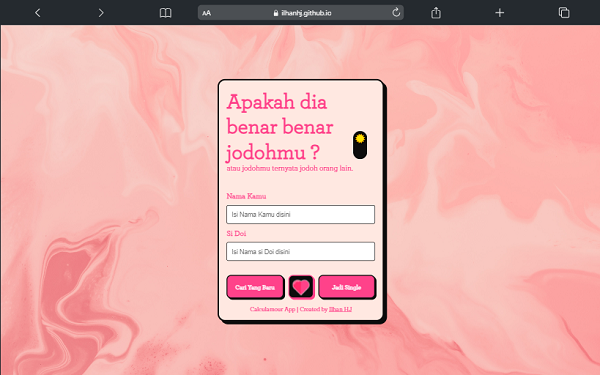 AA
ilhanhj.github.io
Apakah dia
benar benar
jodohmu ?
atau jodohmu ternyata jodoh orang lain.
Nama Kamu
Isi Nama Kamu disini
Si Doi
Isi Nama si Doi disini
Cari Yang Baru
Jadi Single
Calculamour App | Created by Ilhan HJ